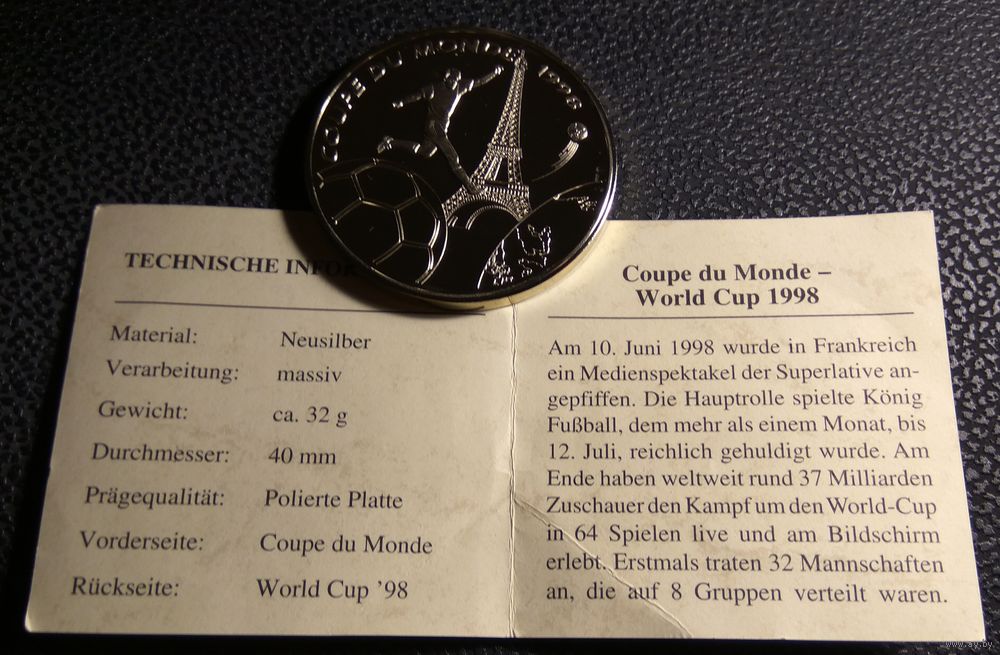 COUPE DU MONDE 1998
TECHNISCHE INFOR
Material: Neusilber
Verarbeitung: massiv
Gewicht: ca. 32 g
Durchmesser: 40 mm
Prägequalität: Polierte Platte
Vorderseite: Coupe du Monde
Rückseite: World Cup ’98
Coupe du Monde –
World Cup 1998
Am 10. Juni 1998 wurde in Frankreich
ein Medienspektakel der Superlative an-
gepfiffen. Die Hauptrolle spielte König
Fußball, dem mehr als einem Monat, bis
12. Juli, reichlich gehuldigt wurde. Am
Ende haben weltweit rund 37 Milliarden
Zuschauer den Kampf um den World-Cup
in 64 Spielen live und am Bildschirm
erlebt. Erstmals traten 32 Mannschaften
an, die auf 8 Gruppen verteilt waren.
www.ay.by